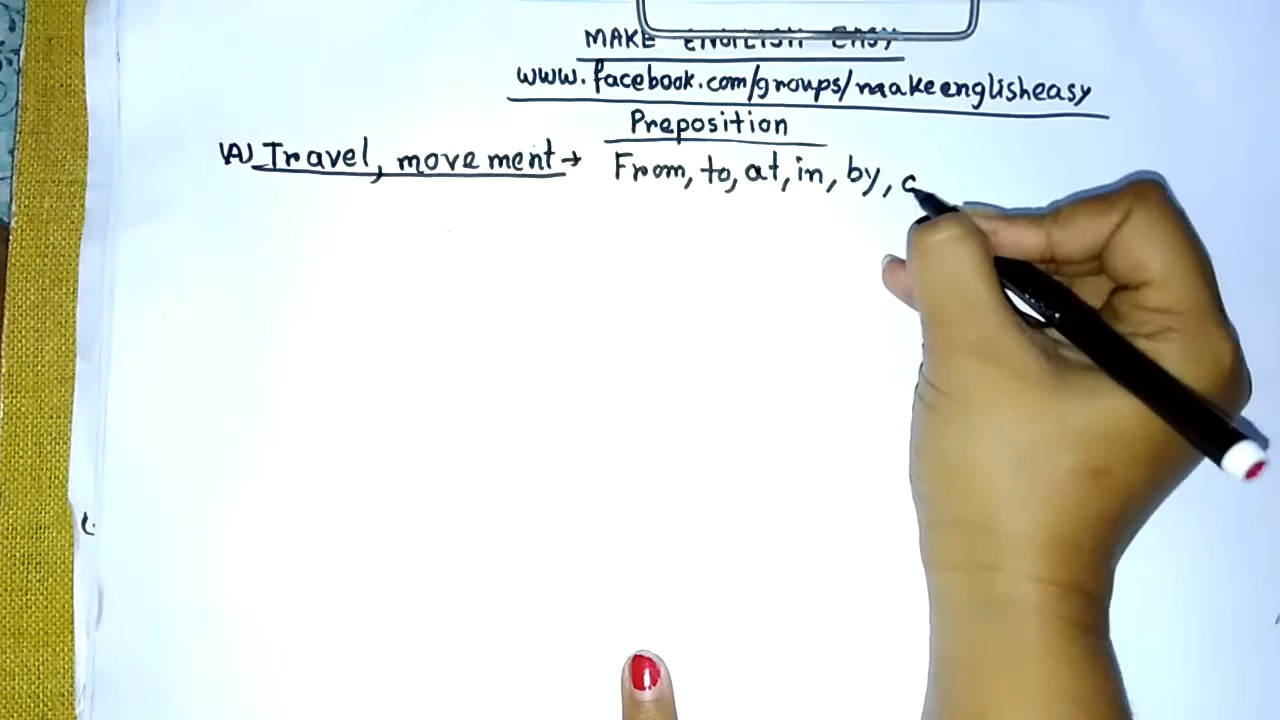 MAKE ENGLISH EASY
www.facebook.com/groups/makeenglisheasy
Preposition
(A) Travel, movement → From, to, at, in, by,